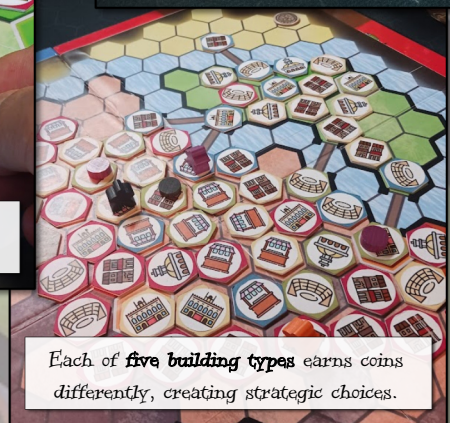 Each of five building types earns coins
differently, creating strategic choices.